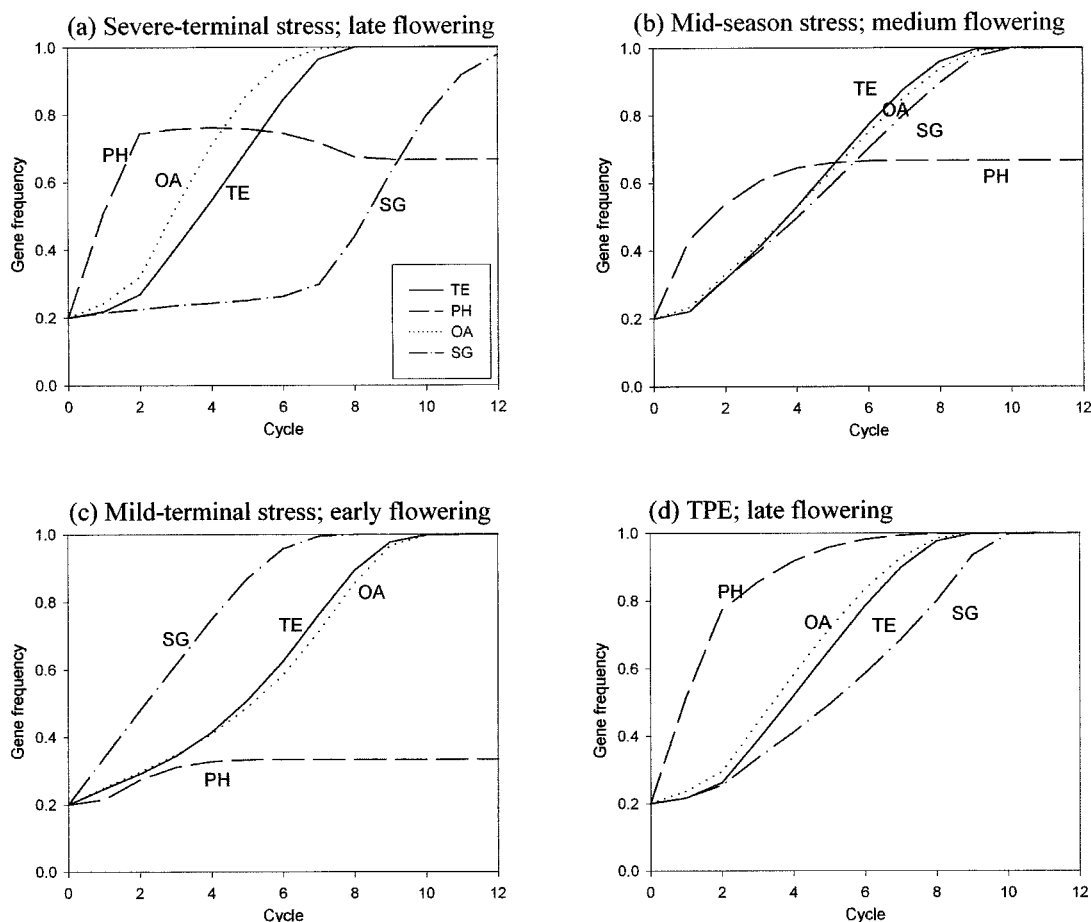 (a) Severe-terminal stress; late flowering
1.0
0.8
0.6
0.4
0.2
0.0
Gene frequency
PH
OA
TE
SG
TE
PH
OA
SG
0 2 4 6 8 10 12
Cycle
(b) Mid-season stress; medium flowering
1.0
0.8
0.6
0.4
0.2
0.0
Gene frequency
TE
OA
SG
PH
0 2 4 6 8 10 12
Cycle
(c) Mild-terminal stress; early flowering
1.0
0.8
0.6
0.4
0.2
0.0
Gene frequency
SG
TE
OA
PH
0 2 4 6 8 10 12
Cycle
(d) TPE; late flowering
1.0
0.8
0.6
0.4
0.2
0.0
Gene frequency
PH
OA
TE
SG
0 2 4 6 8 10 12
Cycle